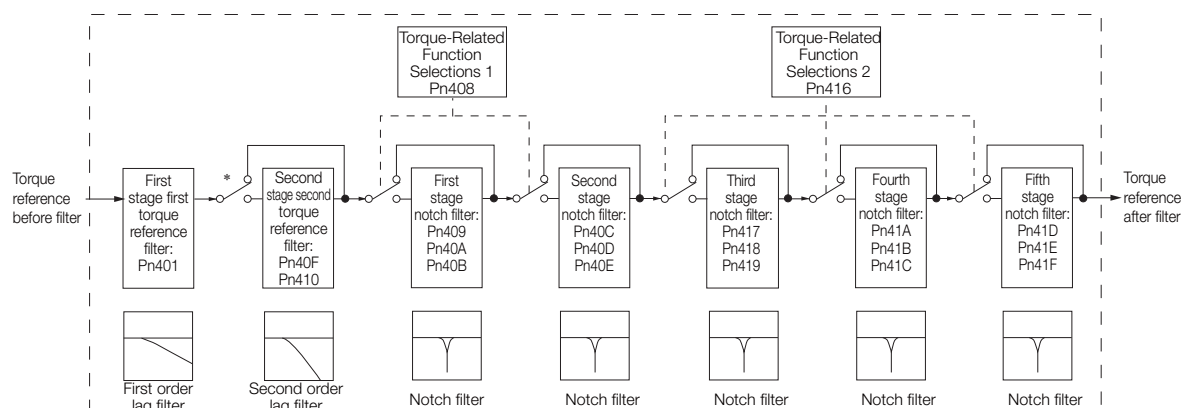 Torque-Related
Function
Selections 1
Pn408
Torque-Related
Function
Selections 2
Pn416
Torque
reference
before filter
First
stage first
torque
reference
filter:
Pn401
*
Second
stage second
torque
reference
filter:
Pn40F
Pn410
First
stage
notch filter:
Pn409
Pn40A
Pn40B
Second
stage
notch filter:
Pn40C
Pn40D
Pn40E
Third
stage
notch filter:
Pn417
Pn418
Pn419
Fourth
stage
notch filter:
Pn41A
Pn41B
Pn41C
Fifth
stage
notch filter:
Pn41D
Pn41E
Pn41F
Torque
reference
after filter
First order
lag filter
Second order
lag filter
Notch filter
Notch filter
Notch filter
Notch filter
Notch filter